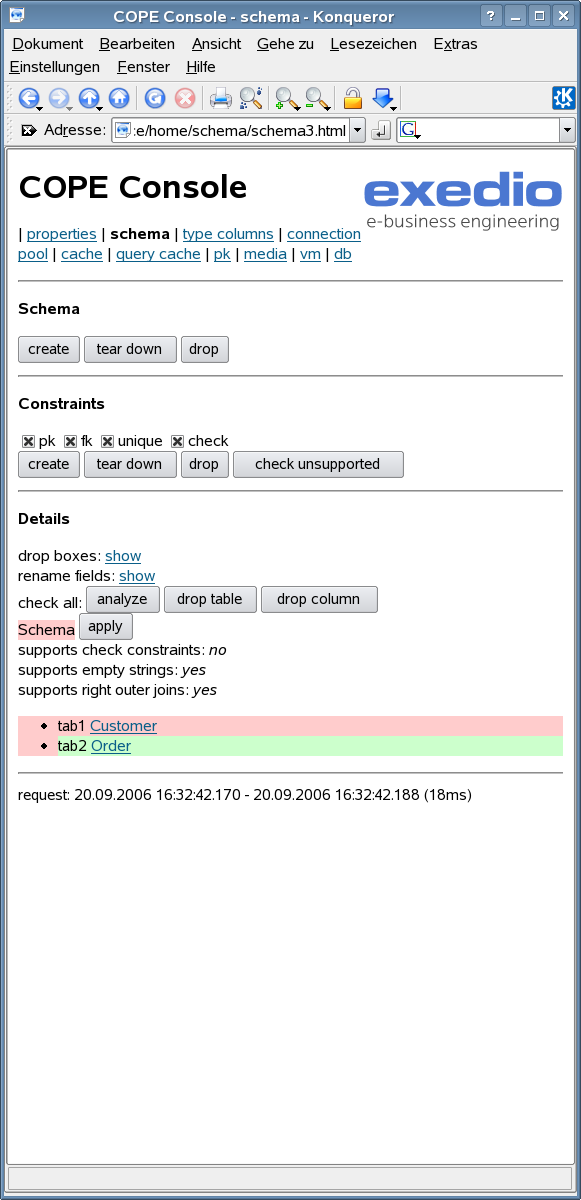 COPE Console - schema - Konqueror
Dokument Bearbeiten Ansicht Gehe zu Lesezeichen Extras
Einstellungen Fenster Hilfe
Adresse: :e/home/schema/schema3.html
COPE Console
exedio
e-business engineering
| properties | schema | type columns | connection
pool | cache | query cache | pk | media | vm | db
Schema
create tear down drop
Constraints
pk fk unique check
create tear down drop check unsupported
Details
drop boxes: show
rename fields: show
check all: analyze drop table drop column
Schema apply
supports check constraints: no
supports empty strings: yes
supports right outer joins: yes
tab1 Customer
tab2 Order
request: 20.09.2006 16:32:42.170 - 20.09.2006 16:32:42.188 (18ms)